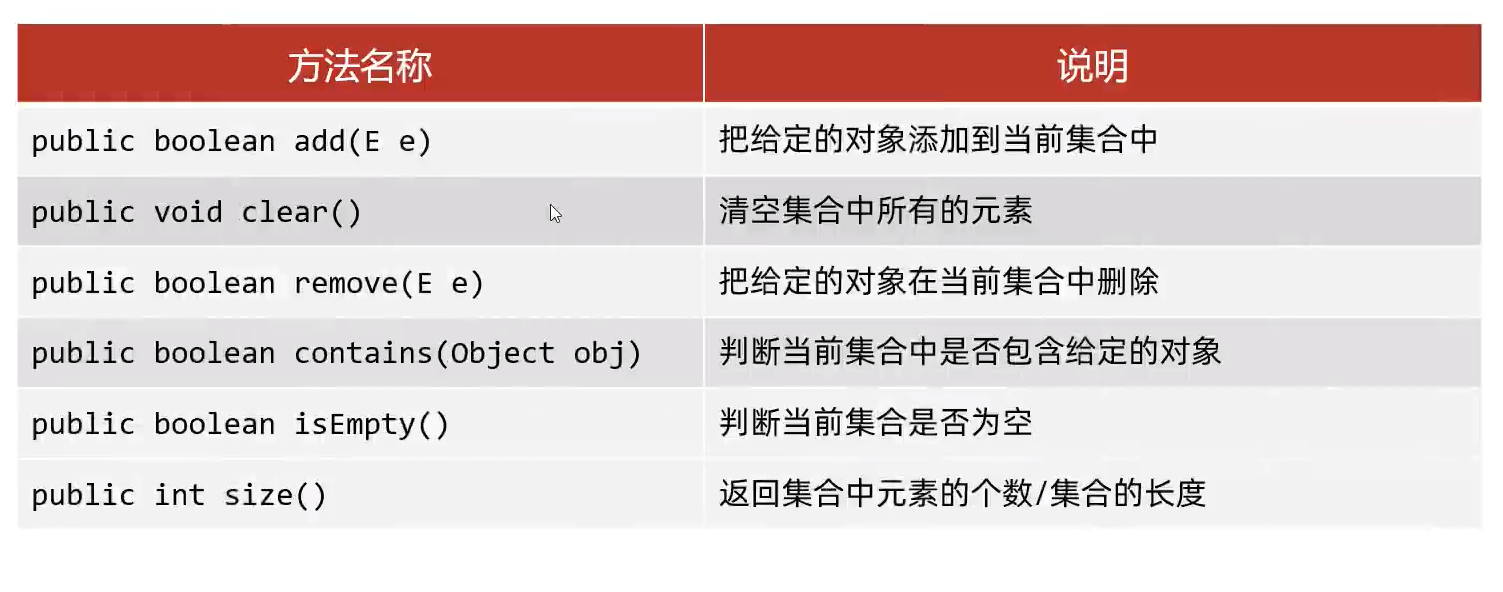 方法名称 说明
public boolean add(E e) 把给定的对象添加到当前集合中
public void clear() 清空集合中所有的元素
public boolean remove(E e) 把给定的对象在当前集合中删除
public boolean contains(Object obj) 判断当前集合中是否包含给定的对象
public boolean isEmpty() 判断当前集合是否为空
public int size() 返回集合中元素的个数/集合的长度